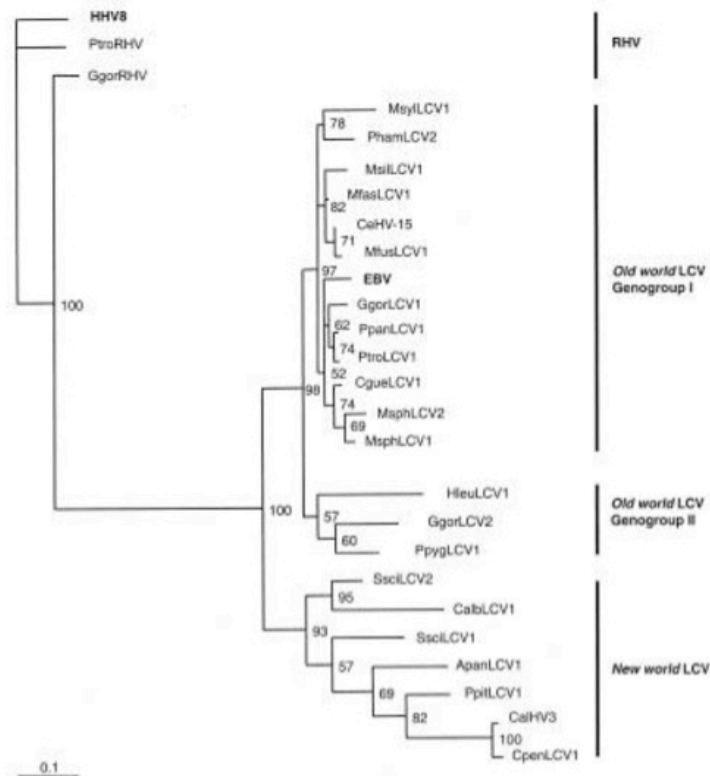 HHV8
PtroRHV
RHV
GgorRHV
MsylLCV1
78
PhamLCV2
MsilLCV1
MfasLCV1
82
CeHV-15
71
MfusLCV1
97
EBV
Old world LCV
Genogroup I
GgorLCV1
100
62
PpanLCV1
74
PtroLCV1
52
CgueLCV1
98
74
MsphLCV2
69
MsphLCV1
HleuLCV1
Old world LCV
Genogroup II
57
GgorLCV2
100
60
PpygLCV1
SsciLCV2
95
CalbLCV1
93
SsciLCV1
57
ApanLCV1
New world LCV
69
PpitLCV1
82
CalHV3
100
CpenLCV1
0.1